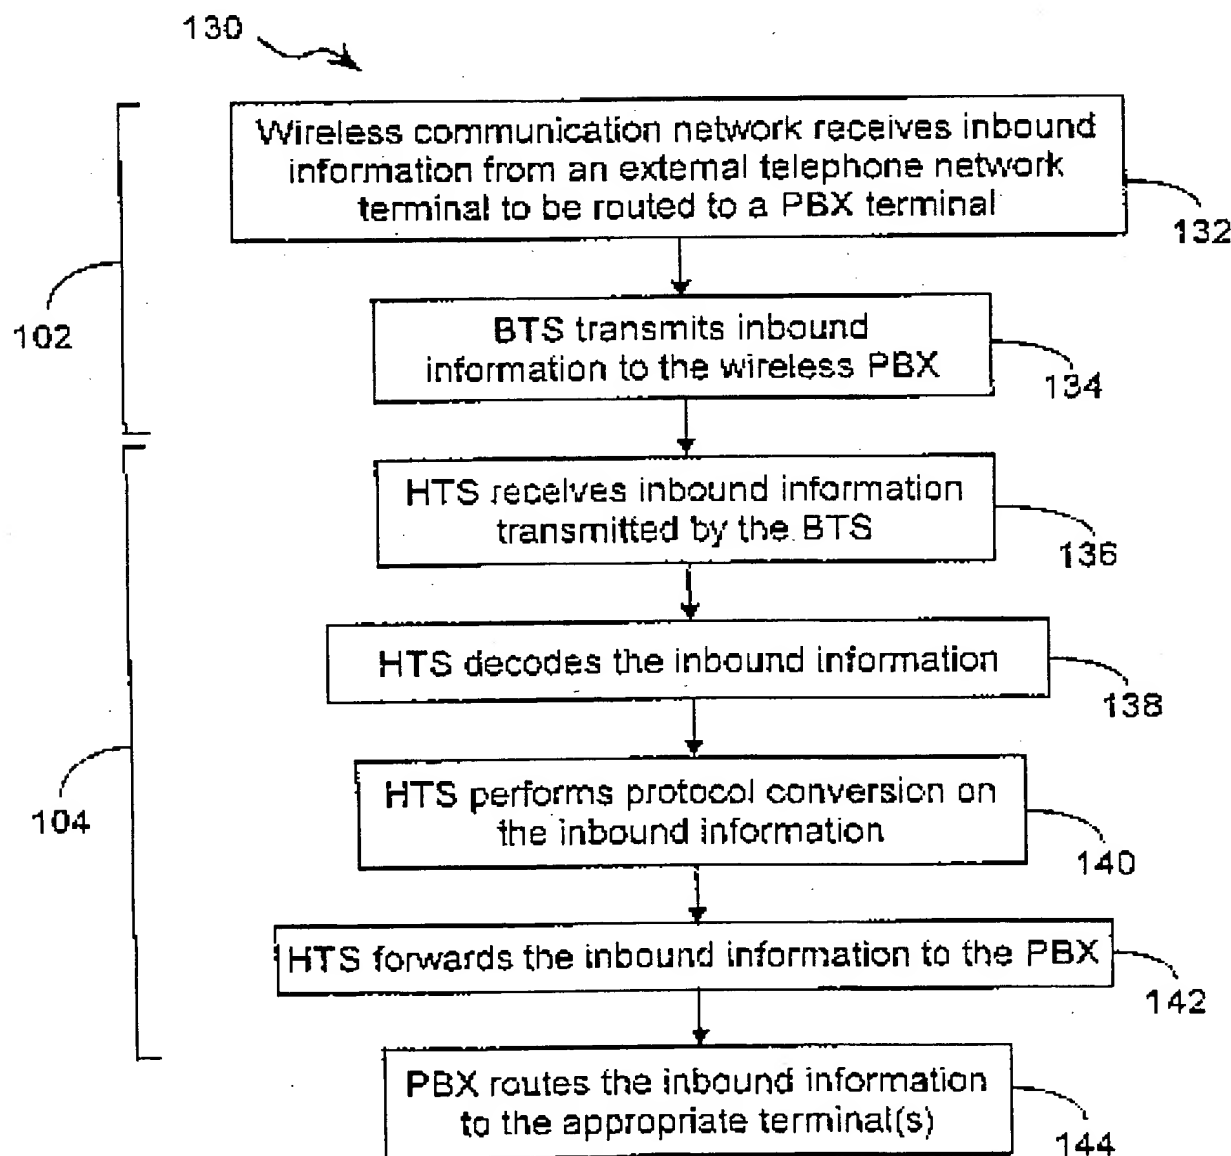 130
Wireless communication network receives inbound
information from an external telephone network
terminal to be routed to a PBX terminal
132
102
BTS transmits inbound
information to the wireless PBX
134
HTS receives inbound information
transmitted by the BTS
136
HTS decodes the inbound information
138
104
HTS performs protocol conversion on
the inbound information
140
HTS forwards the inbound information to the PBX
142
PBX routes the inbound information
to the appropriate terminal(s)
144